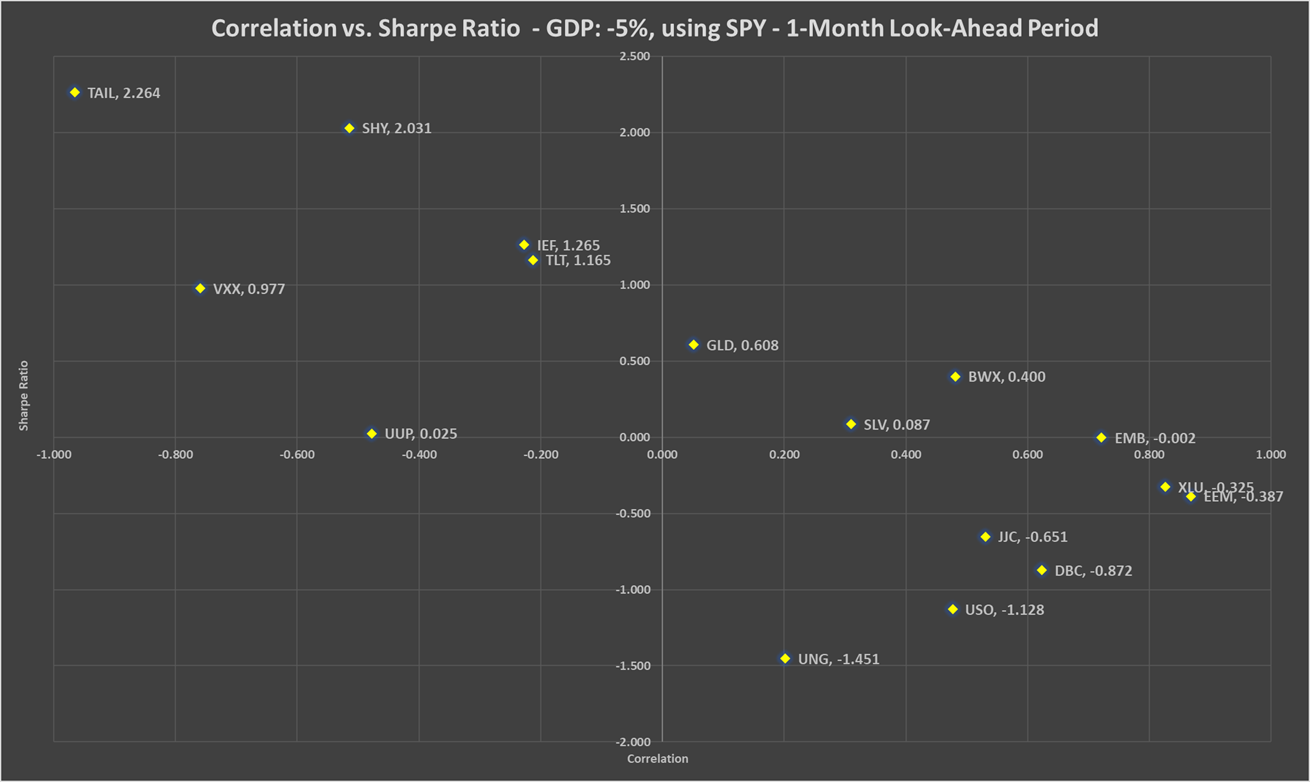 Correlation vs. Sharpe Ratio - GDP: -5%, using SPY - 1-Month Look-Ahead Period
2.500
TAIL, 2.264
SHY, 2.031
2.000
1.500
IEF, 1.265
TLT, 1.165
VXX, 0.977
1.000
GLD, 0.608
0.500
BWX, 0.400
Sharpe Ratio
SLV, 0.087
UUP, 0.025
0.000
EMB, -0.002
-1.000 -0.800 -0.600 -0.400 -0.200 0.000 0.200 0.400 0.600 0.800 1.000
XLU, -0.325
EEM, -0.387
-0.500
JJC, -0.651
DBC, -0.872
-1.000
USO, -1.128
UNG, -1.451
-1.500
-2.000
Correlation